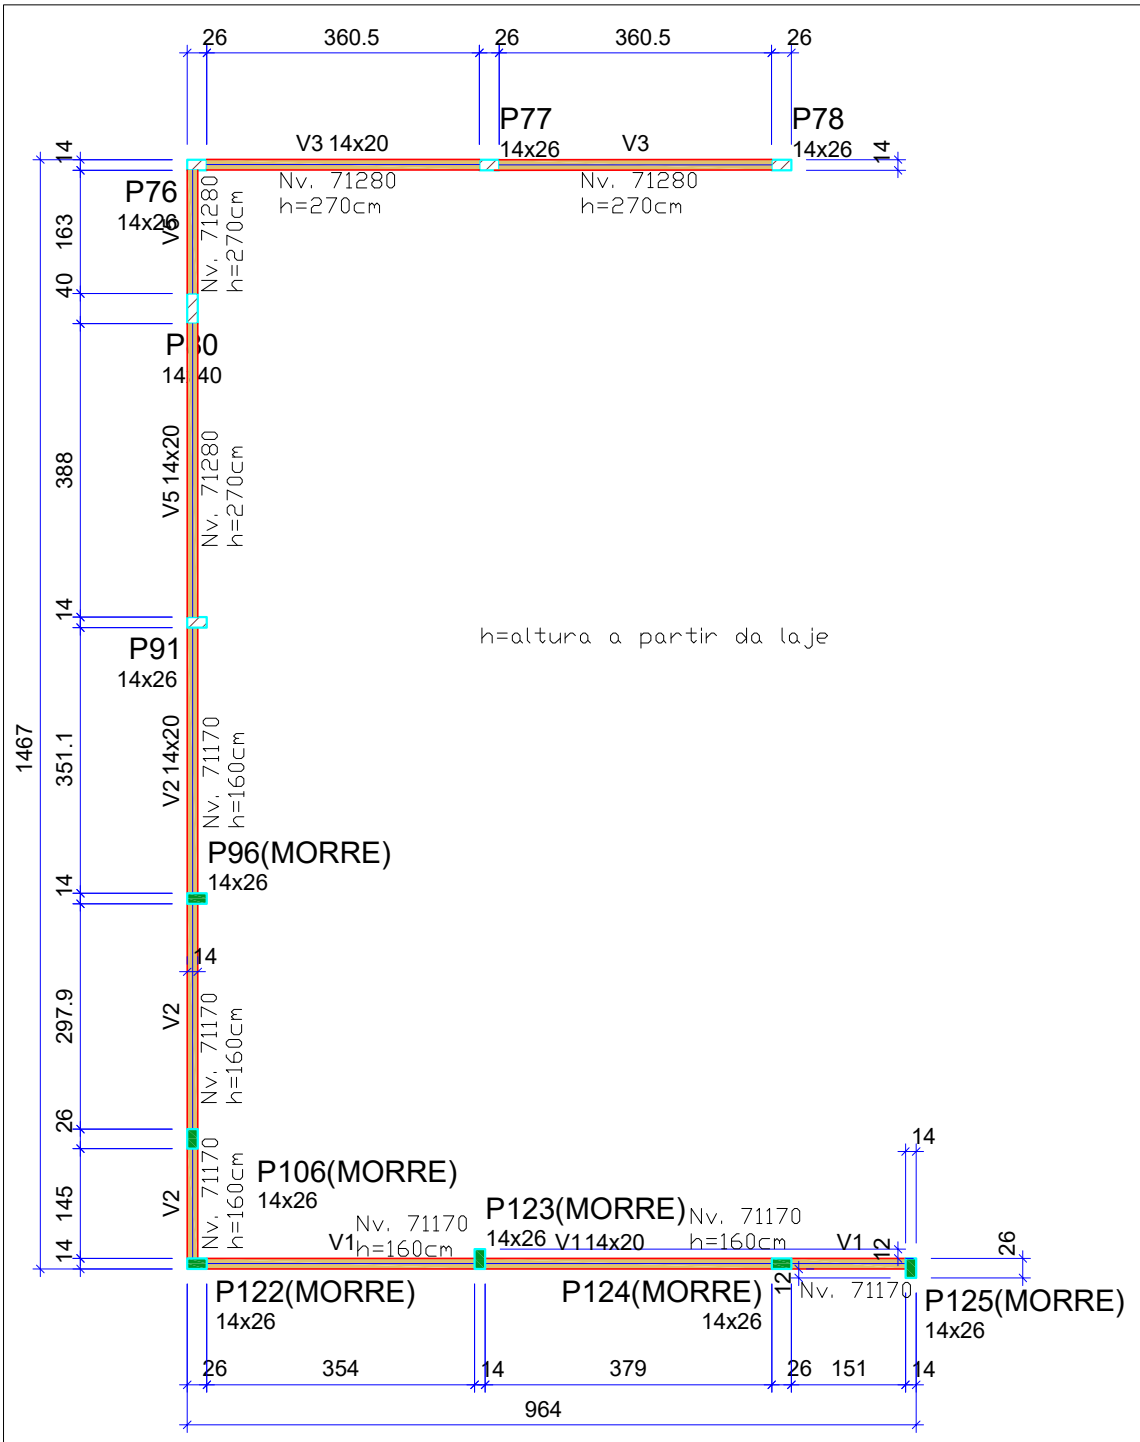 26 360.5 26 360.5 26
P77
P78
V3 14x20
V3
14x26
14x26
14
14
Nv. 71280
h=270cm
Nv. 71280
h=270cm
P76
14x26
V6
Nv. 71280
h=270cm
163
40
P80
14x40
V5 14x20
Nv. 71280
h=270cm
388
14
h=altura a partir da laje
P91
14x26
1467
351.1
V2 14x20
Nv. 71170
h=160cm
P96(MORRE)
14x26
14
14
297.9
V2
Nv. 71170
h=160cm
26
145
V2
Nv. 71170
h=160cm
P106(MORRE)
14x26
14
14
P123(MORRE)
14x26
Nv. 71170
h=160cm
Nv. 71170
h=160cm
V1
V1 14x20
V1
12
26
12
Nv. 71170
P122(MORRE)
14x26
P124(MORRE)
14x26
P125(MORRE)
14x26
26 354 14 379 26 151 14
964